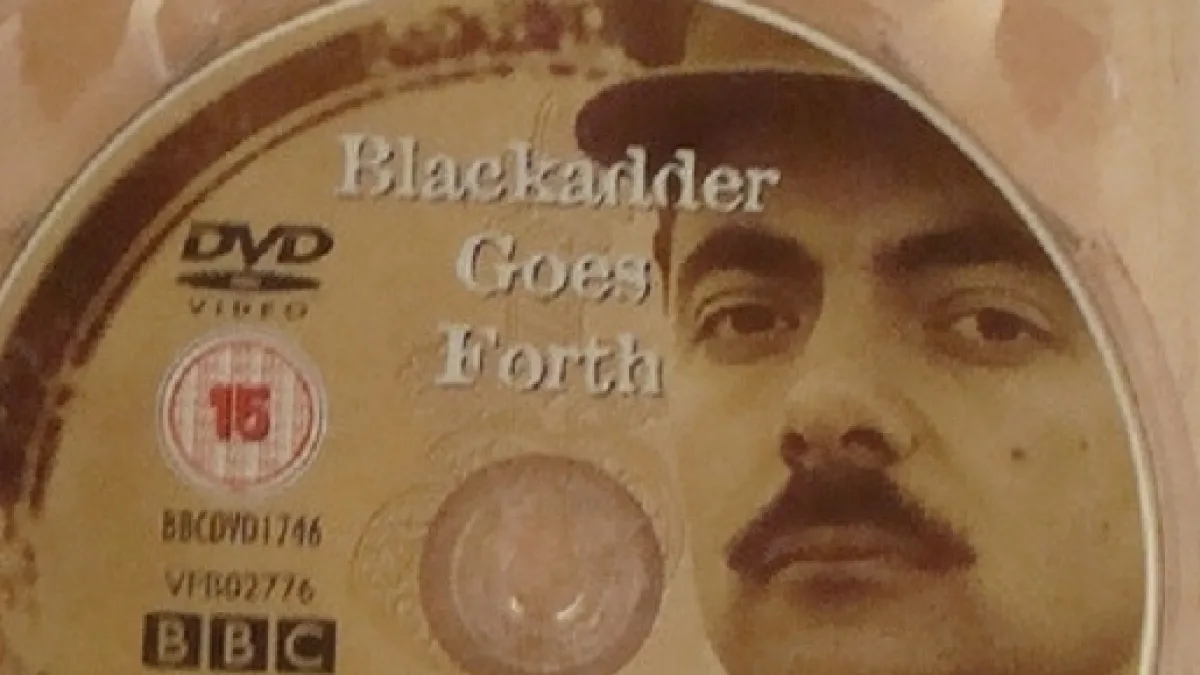 Blackadder
Goes
Forth
DVD
VIDEO
15
BBCDVD1746
VFB02776
BBC